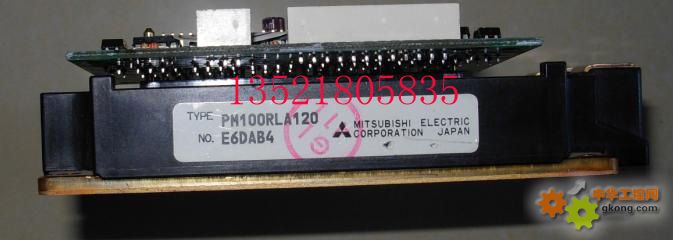 13521805835
TYPE PM100RLA120
NO. E6DAB4
MITSUBISHI ELECTRIC
CORPORATION JAPAN
中华工控网
gkong.com